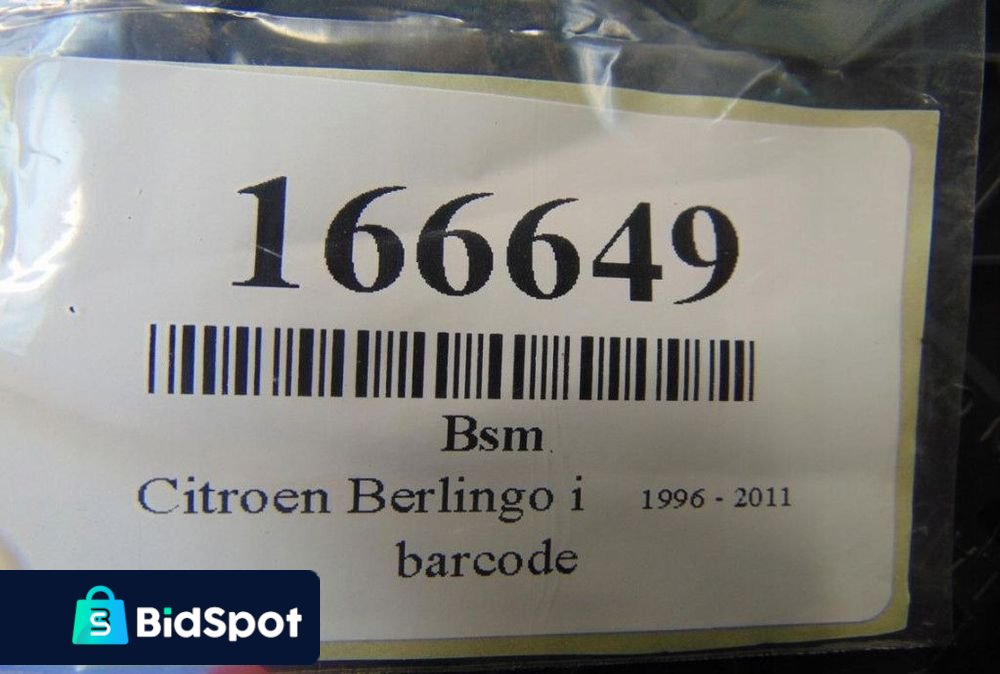 166649
Bsm
Citroen Berlingo i 1996 - 2011
barcode
BidSpot